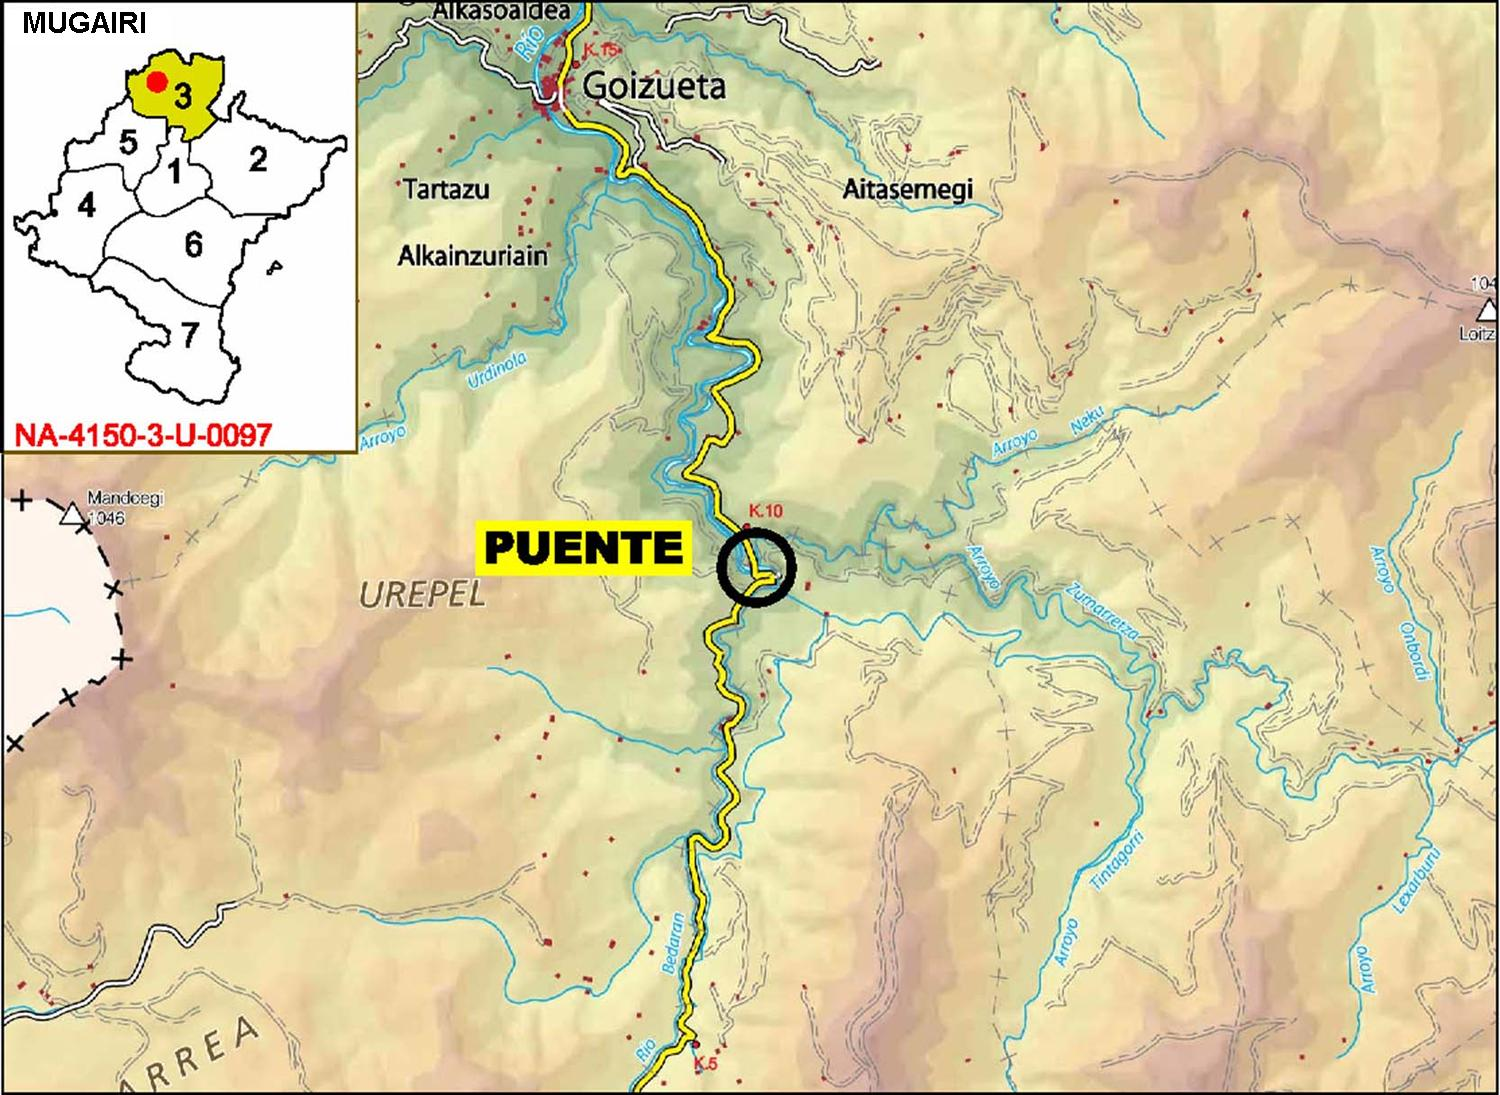 MUGAIRI
3
5
1
2
4
6
7
NA-4150-3-U-0097
Alkasoaldea
Río
K.15
Goizueta
Tartazu
Aitasemegi
Alkainzuriain
104
Loitz
Urdinola
Arroyo
Arroyo
Neku
Mandoegi
1046
K.10
PUENTE
UREPEL
Arroyo
Zumarretza
Arroyo
Onbordi
Tintagorri
Arroyo
Lexarburu
Arroyo
Bedaran
Río
K.5
ARREA